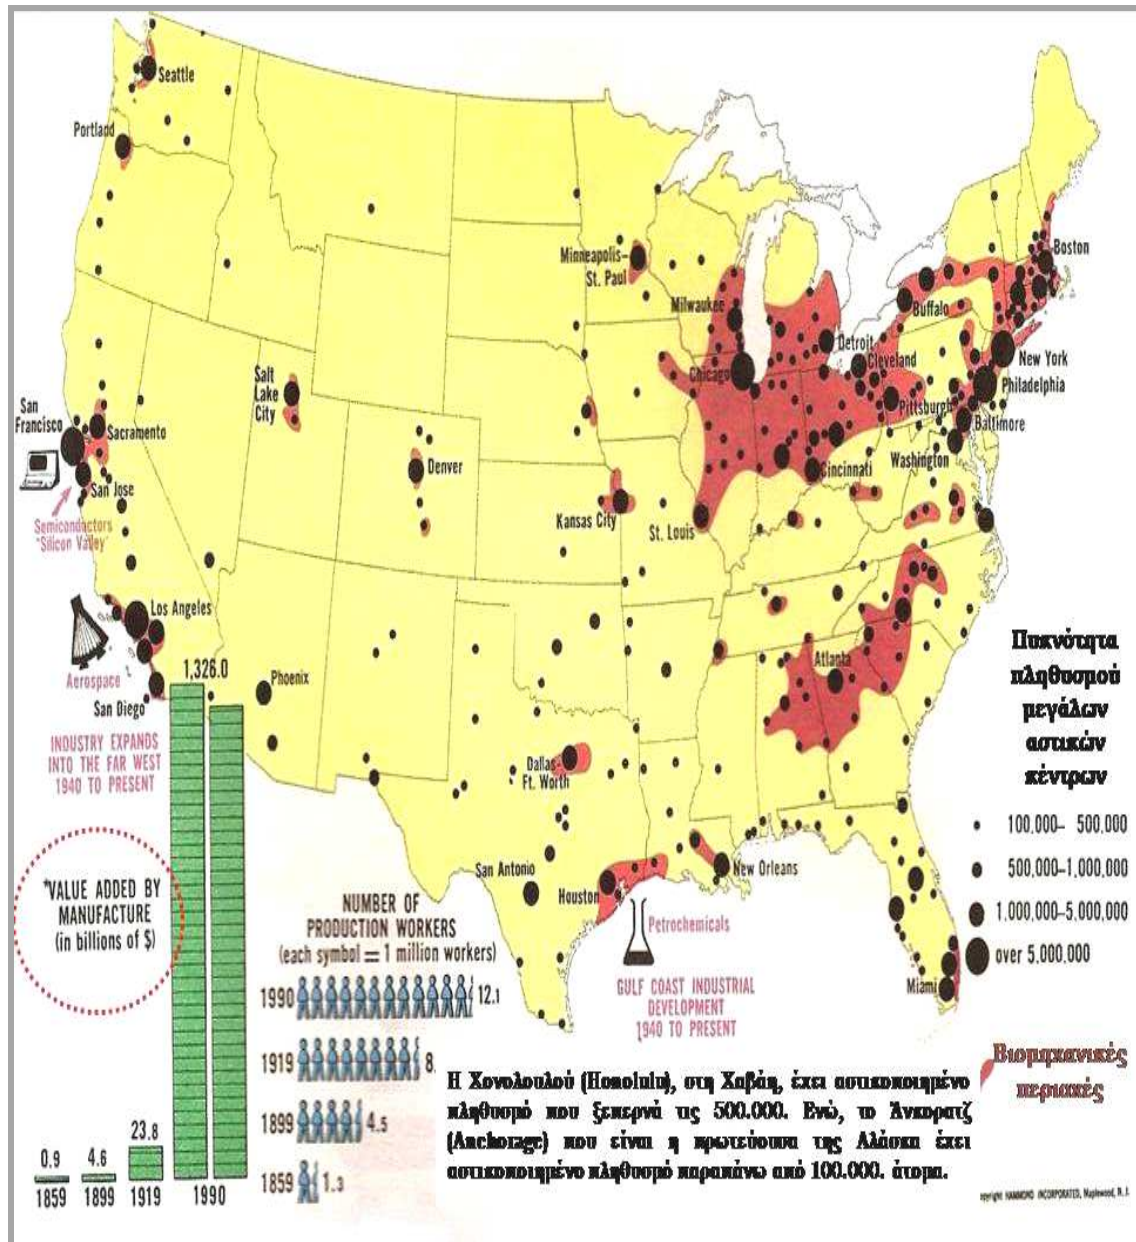 Seattle
Portland
Minneapolis–
St. Paul
Milwaukee
Boston
Buffalo
Detroit
Cleveland
Chicago
New York
Philadelphia
Pittsburgh
Baltimore
Salt
Lake
City
San
Francisco
Sacramento
Denver
Washington
Cincinnati
San Jose
Kansas City
St. Louis
Semiconductors
"Silicon Valley"
Los Angeles
Aerospace
San Diego
Phoenix
Atlanta
Dallas–
Ft. Worth
San Antonio
Houston
New Orleans
Miami
Petrochemicals
GULF COAST INDUSTRIAL
DEVELOPMENT
1940 TO PRESENT
INDUSTRY EXPANDS
INTO THE FAR WEST
1940 TO PRESENT
Πυκνότητα
πληθυσμού
μεγάλων
αστικών
κέντρων
100,000– 500,000
500,000–1,000,000
1,000,000–5,000,000
over 5,000,000
Βιομηχανικές
περιοχές
*VALUE ADDED BY
MANUFACTURE
(in billions of $)
1,326.0
23.8
4.6
0.9
1859 1899 1919 1990
NUMBER OF
PRODUCTION WORKERS
(each symbol = 1 million workers)
1990 12.1
1919 8.
1899 4.5
1859 1.3
Η Χονολουλού (Honolulu), στη Χαβάη, έχει αστικοποιημένο
πληθυσμό που ξεπερνά τις 500.000. Ενώ, το Άνκορατζ
(Anchorage) που είναι η πρωτεύουσα της Αλάσκα έχει
αστικοποιημένο πληθυσμό παραπάνω από 100.000. άτομα.
opyright HAMMOND INCORPORATED, Maplewood, N. J.